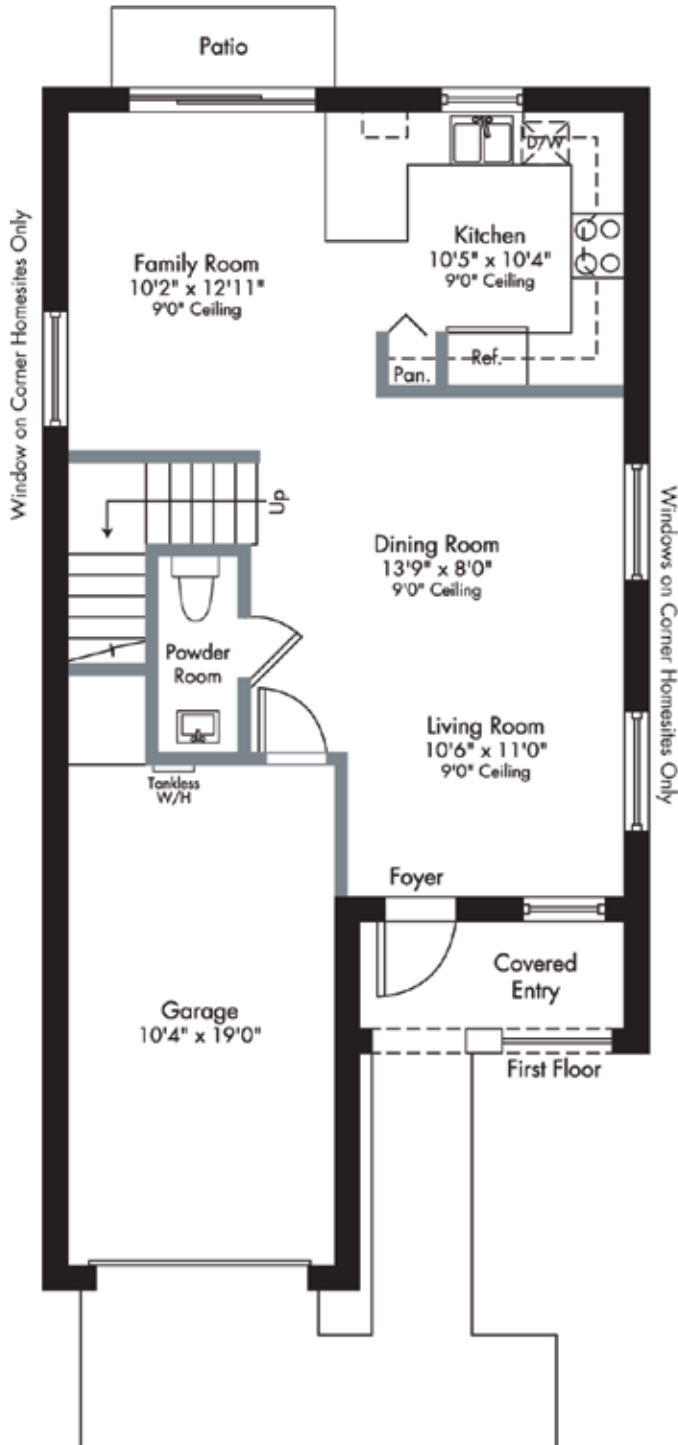 Patio
D/W
Kitchen
10'5" x 10'4"
9'0" Ceiling
Family Room
10'2" x 12'11"
9'0" Ceiling
Window on Corner Homesites Only
Pan.
Ref.
Up
Dining Room
13'9" x 8'0"
9'0" Ceiling
Windows on Corner Homesites Only
Powder
Room
Living Room
10'6" x 11'0"
9'0" Ceiling
Tankless
W/H
Foyer
Covered
Entry
Garage
10'4" x 19'0"
First Floor